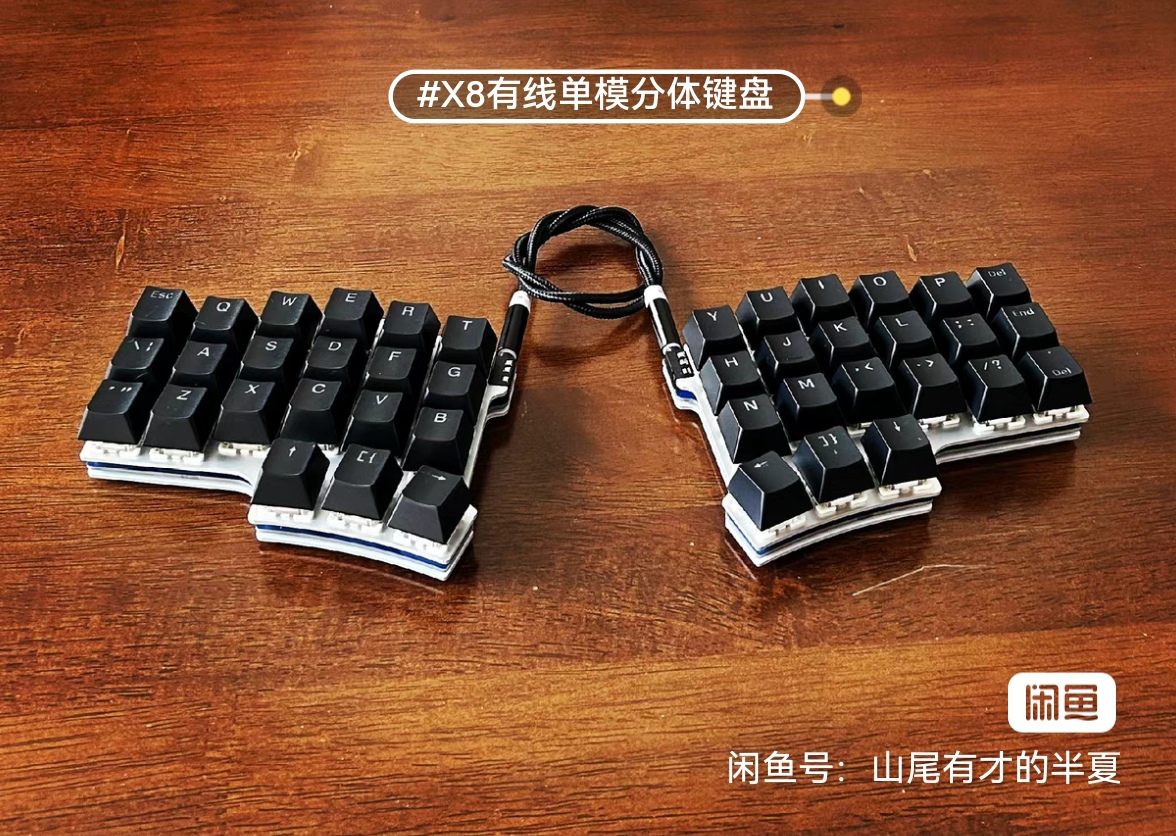 #X8有线单模分体键盘
Esc Q W E R T
\| A S D F G
'" Z X C V B
↑ [{ →
Y U I O P Del
H J K L ;: End
N M ,< .> /? Del
← ]} ↓
闲鱼
闲鱼号：山尾有才的半夏